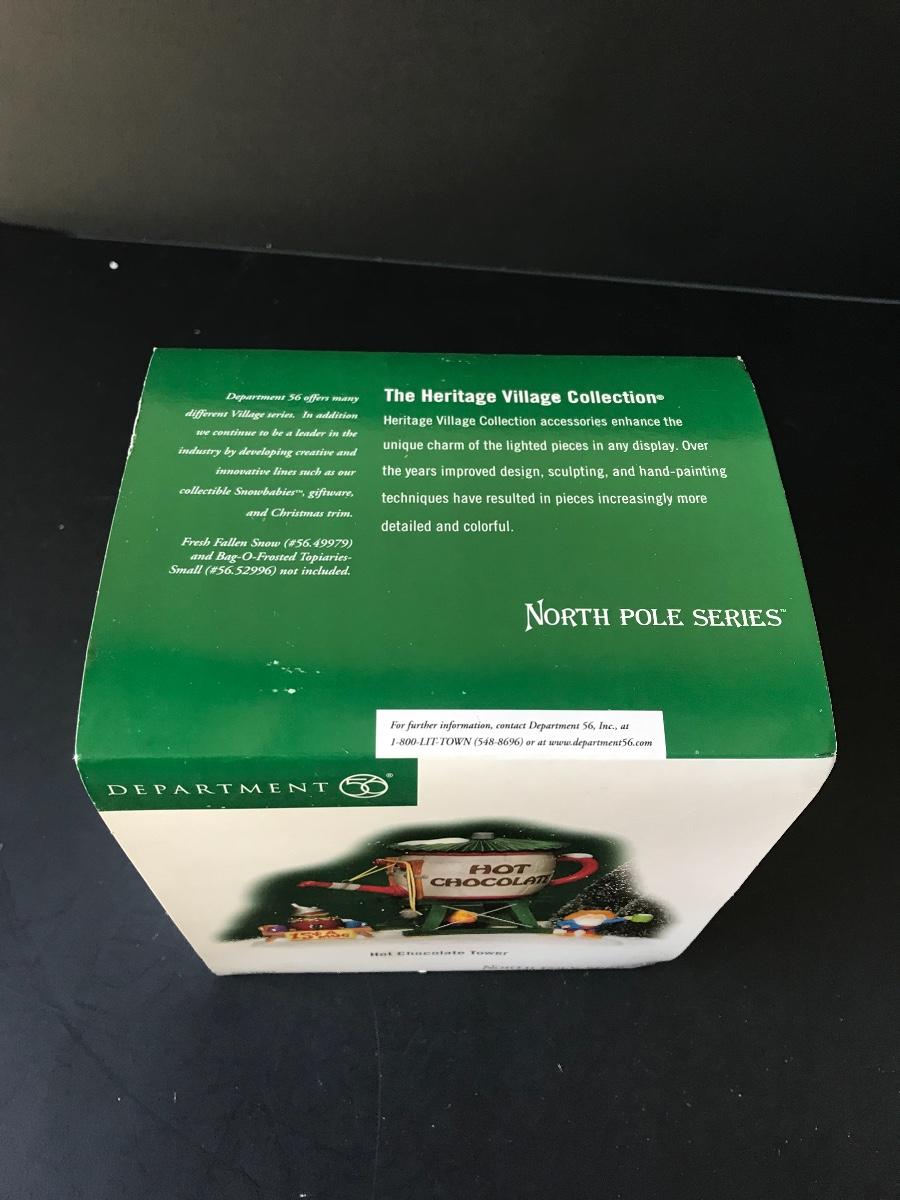 Department 56 offers many
different Village series. In addition
we continue to be a leader in the
industry by developing creative and
innovative lines such as our
collectible Snowbabies™, giftware,
and Christmas trim.
Fresh Fallen Snow (#56.49979)
and Bag-O-Frosted Topiaries-
Small (#56.52996) not included.
The Heritage Village Collection®
Heritage Village Collection accessories enhance the
unique charm of the lighted pieces in any display. Over
the years improved design, sculpting, and hand-painting
techniques have resulted in pieces increasingly more
detailed and colorful.
NORTH POLE SERIES™
For further information, contact Department 56, Inc., at
1-800-LIT-TOWN (548-8696) or at www.department56.com
DEPARTMENT 56®
HOT
CHOCOLATE
Hot Chocolate Tower